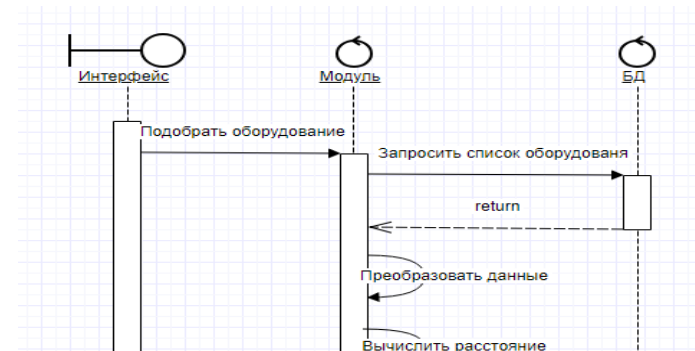 Интерфейс
Модуль
БД
Подобрать оборудование
Запросить список оборудованя
return
Преобразовать данные
Вычислить расстояние